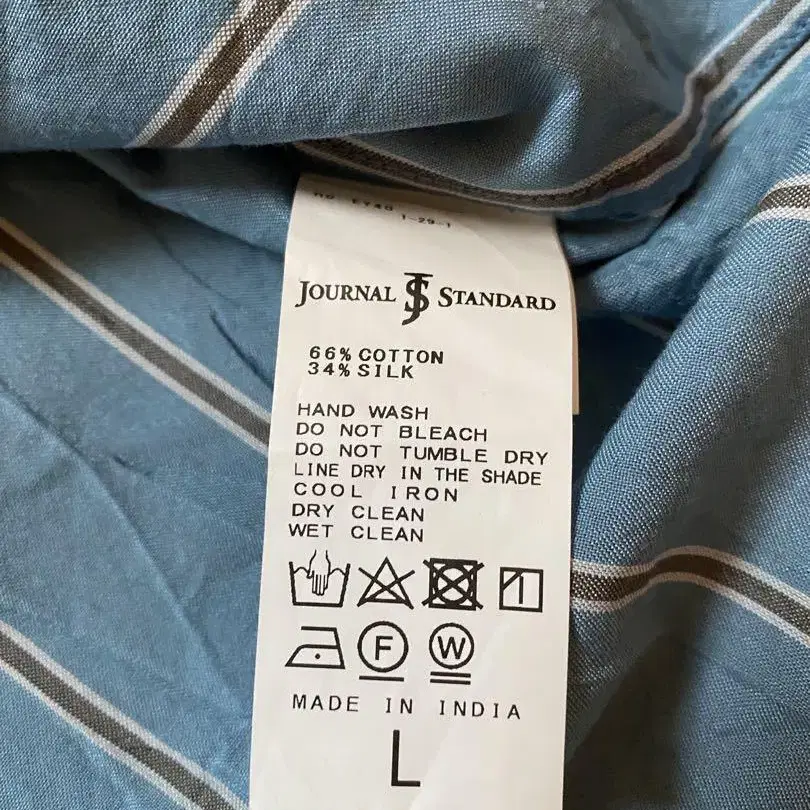 JOURNAL JS STANDARD
66% COTTON
34% SILK
HAND WASH
DO NOT BLEACH
DO NOT TUMBLE DRY
LINE DRY IN THE SHADE
COOL IRON
DRY CLEAN
WET CLEAN
F W
MADE IN INDIA
L